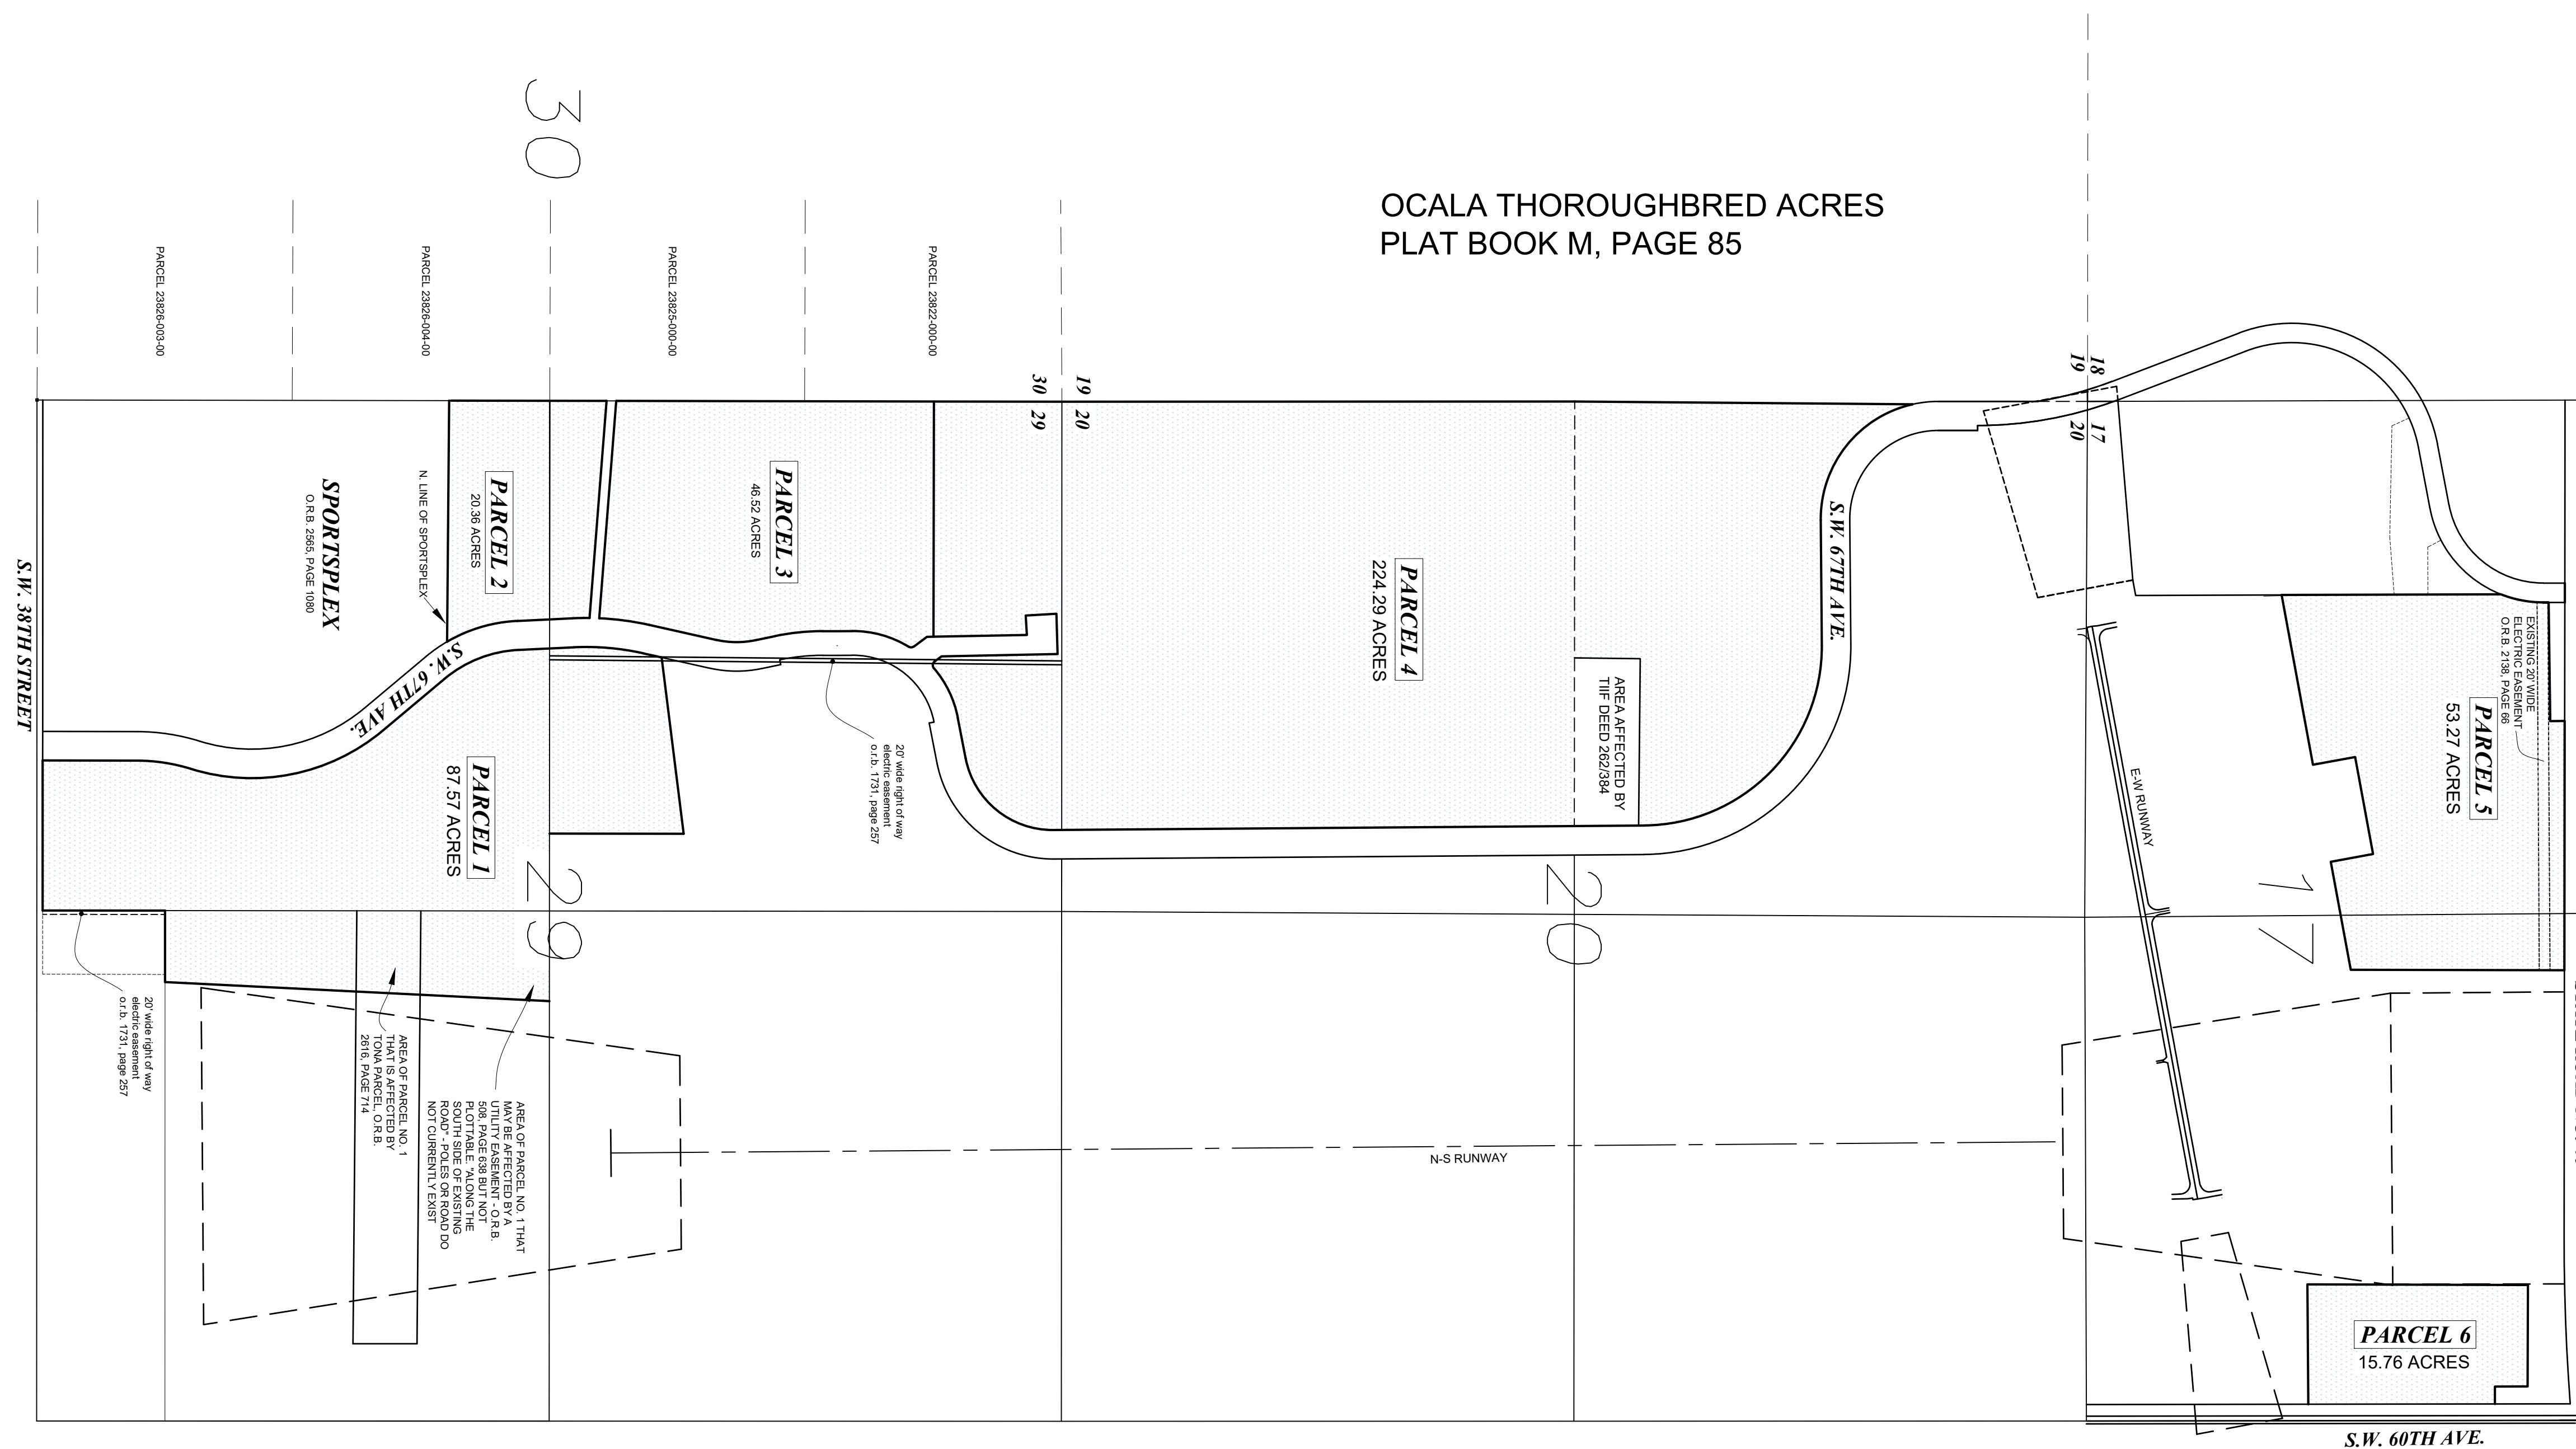 30
OCALA THOROUGHBRED ACRES
PLAT BOOK M, PAGE 85
PARCEL 23826-003-00
PARCEL 23826-004-00
PARCEL 23825-000-00
PARCEL 23822-000-00
30
19
29
20
19
18
20
17
S.W. 38TH STREET
SPORTSPLEX
O.R.B. 2565, PAGE 1080
N. LINE OF SPORTSPLEX
PARCEL 2
20.36 ACRES
PARCEL 3
46.52 ACRES
PARCEL 4
224.29 ACRES
S.W. 67TH AVE.
AREA AFFECTED BY
TIIF DEED 262/384
S.W. 67TH AVE.
PARCEL 1
87.57 ACRES
20' wide right of way
electric easement
o.r.b. 1731, page 257
EXISTING 20' WIDE
ELECTRIC EASEMENT
O.R.B. 2138, PAGE 66
PARCEL 5
53.27 ACRES
E-W RUNWAY
29
20
17
20' wide right of way
electric easement
o.r.b. 1731, page 257
AREA OF PARCEL NO. 1
THAT IS AFFECTED BY
TONA PARCEL, O.R.B.
2616, PAGE 714
AREA OF PARCEL NO. 1 THAT
MAY BE AFFECTED BY A
UTILITY EASEMENT - O.R.B.
508, PAGE 638 BUT NOT
PLOTTABLE. "ALONG THE
SOUTH SIDE OF EXISTING
ROAD" - POLES OR ROAD DO
NOT CURRENTLY EXIST
N-S RUNWAY
PARCEL 6
15.76 ACRES
S.W. 60TH AVE.